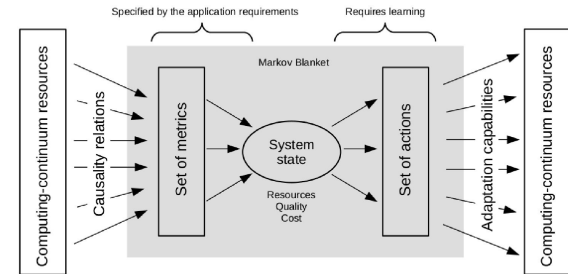 Specified by the application requirements
Requires learning
Markov Blanket
Computing-continuum resources
Causality relations
Set of metrics
System
state
Resources
Quality
Cost
Set of actions
Adaptation capabilities
Computing-continuum resources